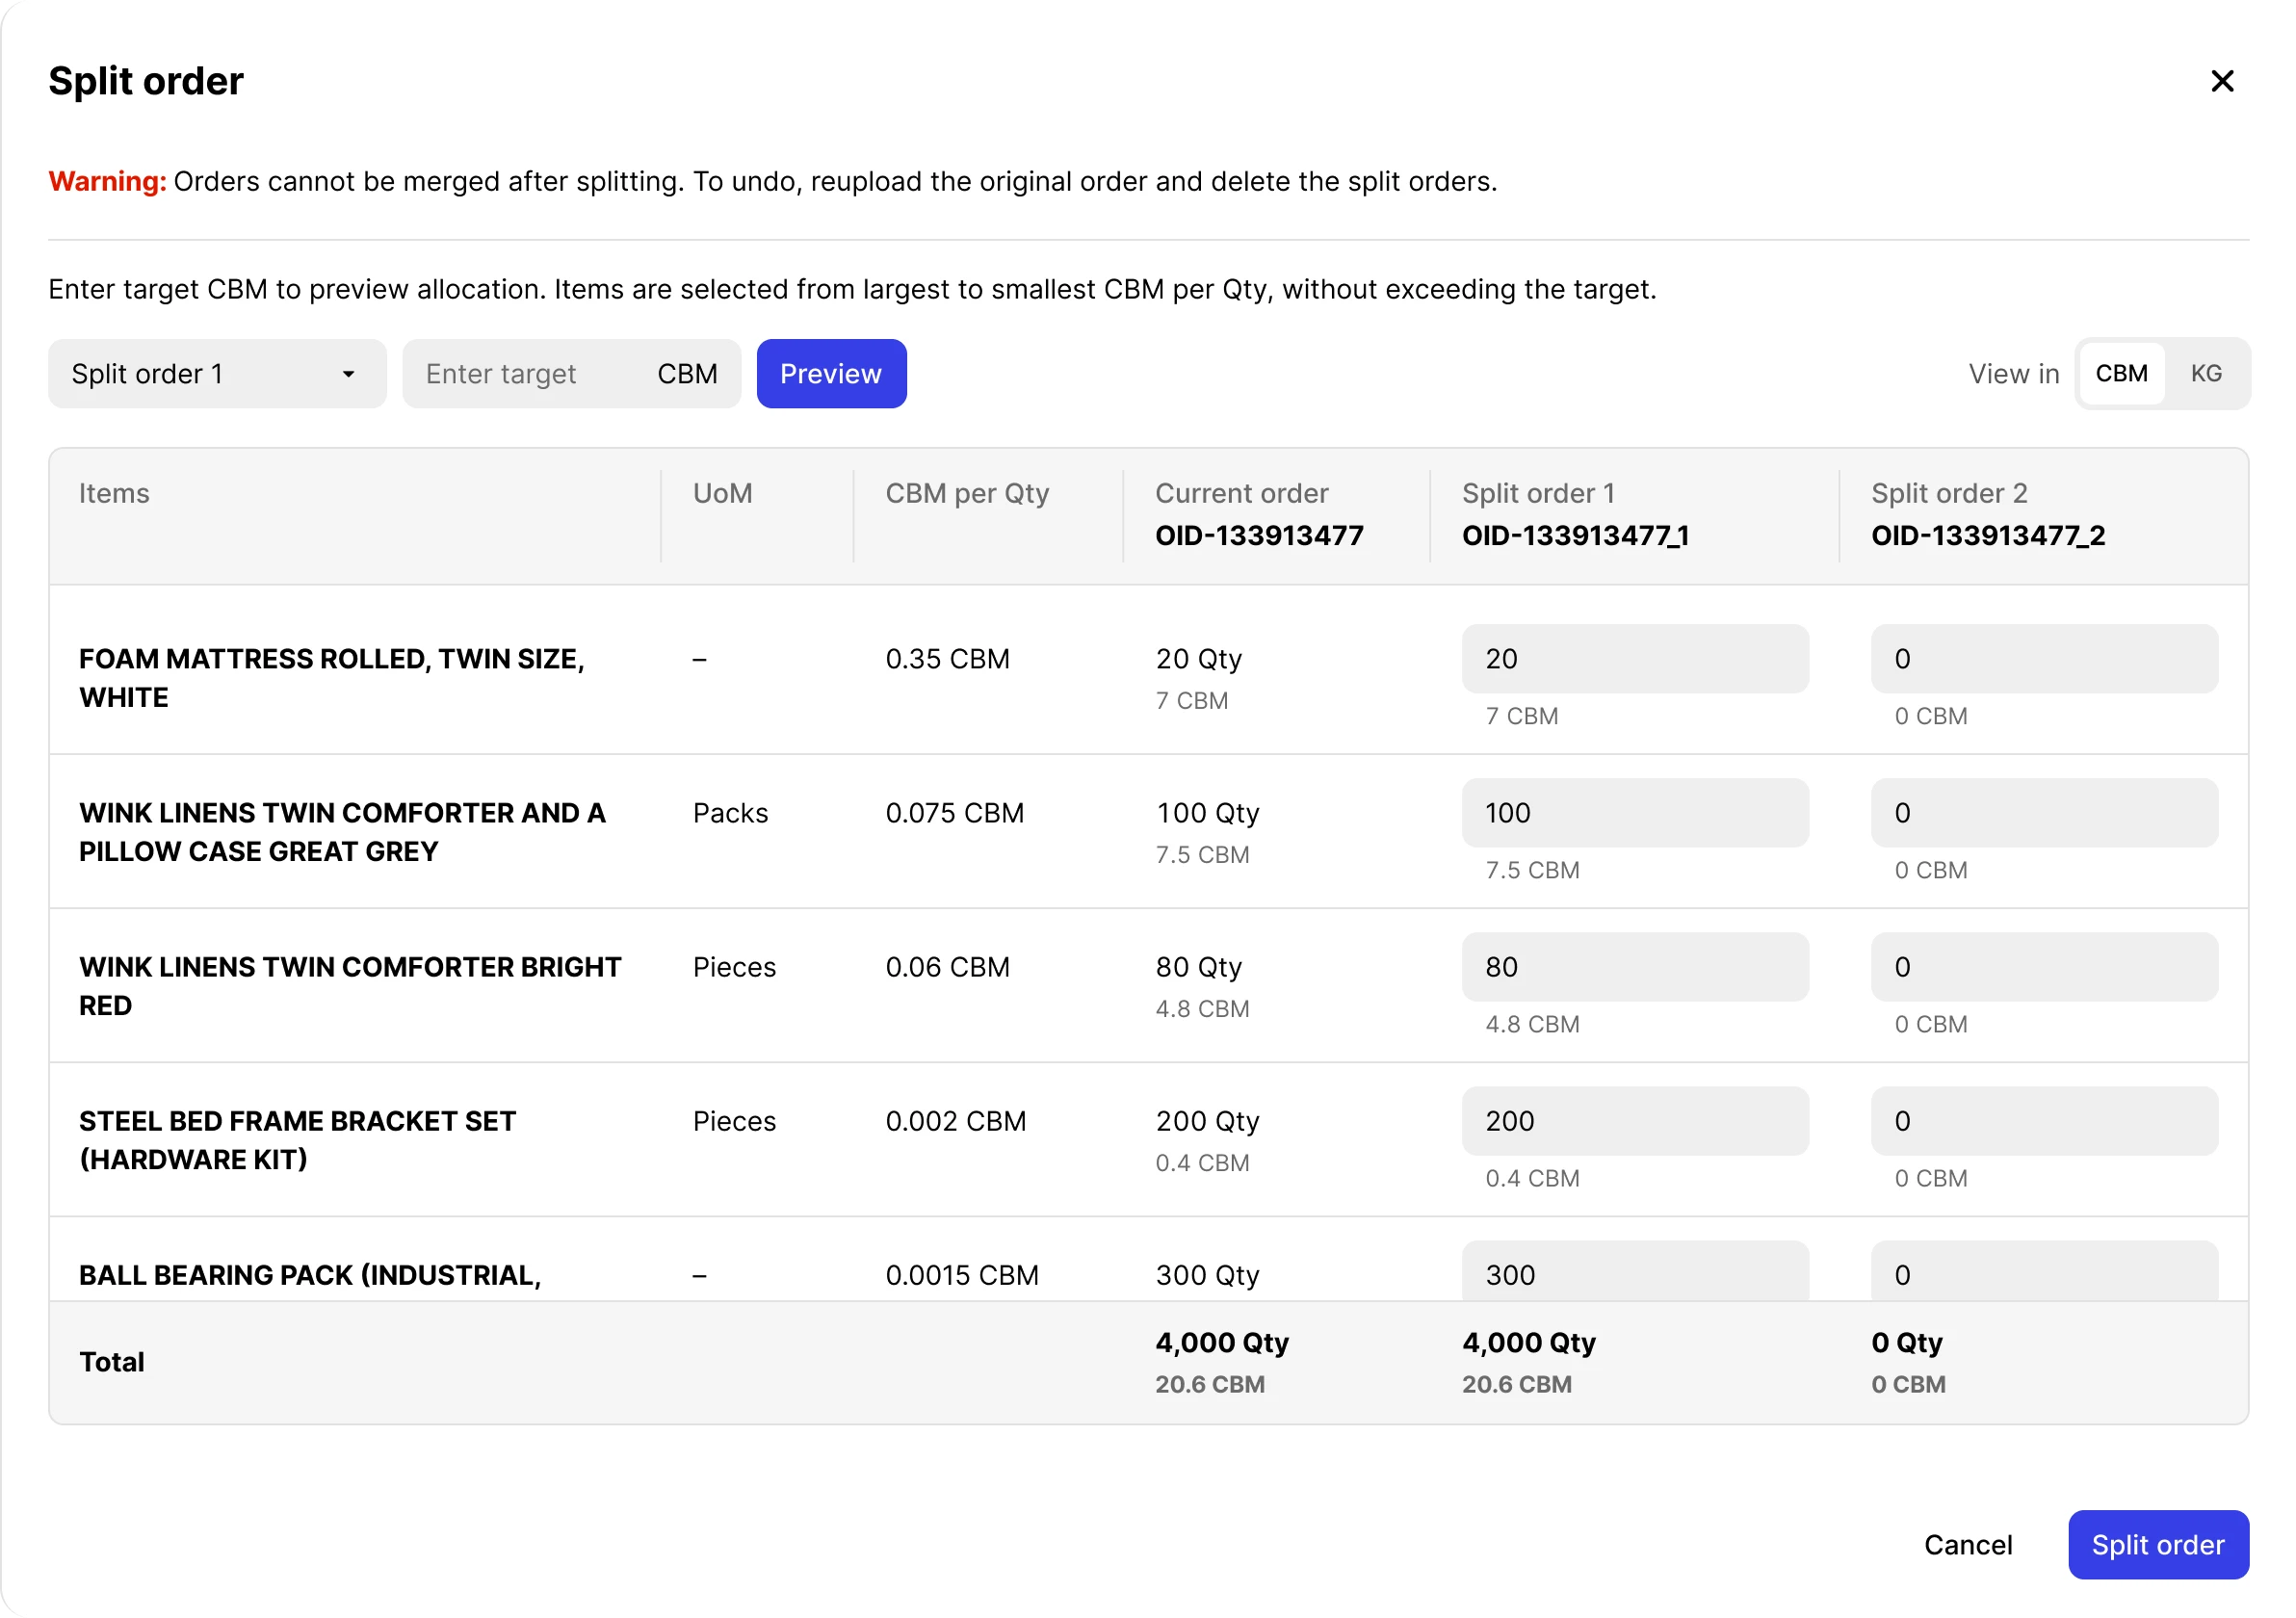 Split order
Warning: Orders cannot be merged after splitting. To undo, reupload the original order and delete the split orders.
Enter target CBM to preview allocation. Items are selected from largest to smallest CBM per Qty, without exceeding the target.
Split order 1
Enter target CBM
Preview
View in CBM KG
Items UoM CBM per Qty Current order Split order 1 Split order 2
OID-133913477 OID-133913477_1 OID-133913477_2
FOAM MATTRESS ROLLED, TWIN SIZE, – 0.35 CBM 20 Qty 20 0
WHITE 7 CBM 7 CBM 0 CBM
WINK LINENS TWIN COMFORTER AND A Packs 0.075 CBM 100 Qty 100 0
PILLOW CASE GREAT GREY 7.5 CBM 7.5 CBM 0 CBM
WINK LINENS TWIN COMFORTER BRIGHT Pieces 0.06 CBM 80 Qty 80 0
RED 4.8 CBM 4.8 CBM 0 CBM
STEEL BED FRAME BRACKET SET Pieces 0.002 CBM 200 Qty 200 0
(HARDWARE KIT) 0.4 CBM 0.4 CBM 0 CBM
BALL BEARING PACK (INDUSTRIAL, – 0.0015 CBM 300 Qty 300 0
Total 4,000 Qty 4,000 Qty 0 Qty
20.6 CBM 20.6 CBM 0 CBM
Cancel Split order